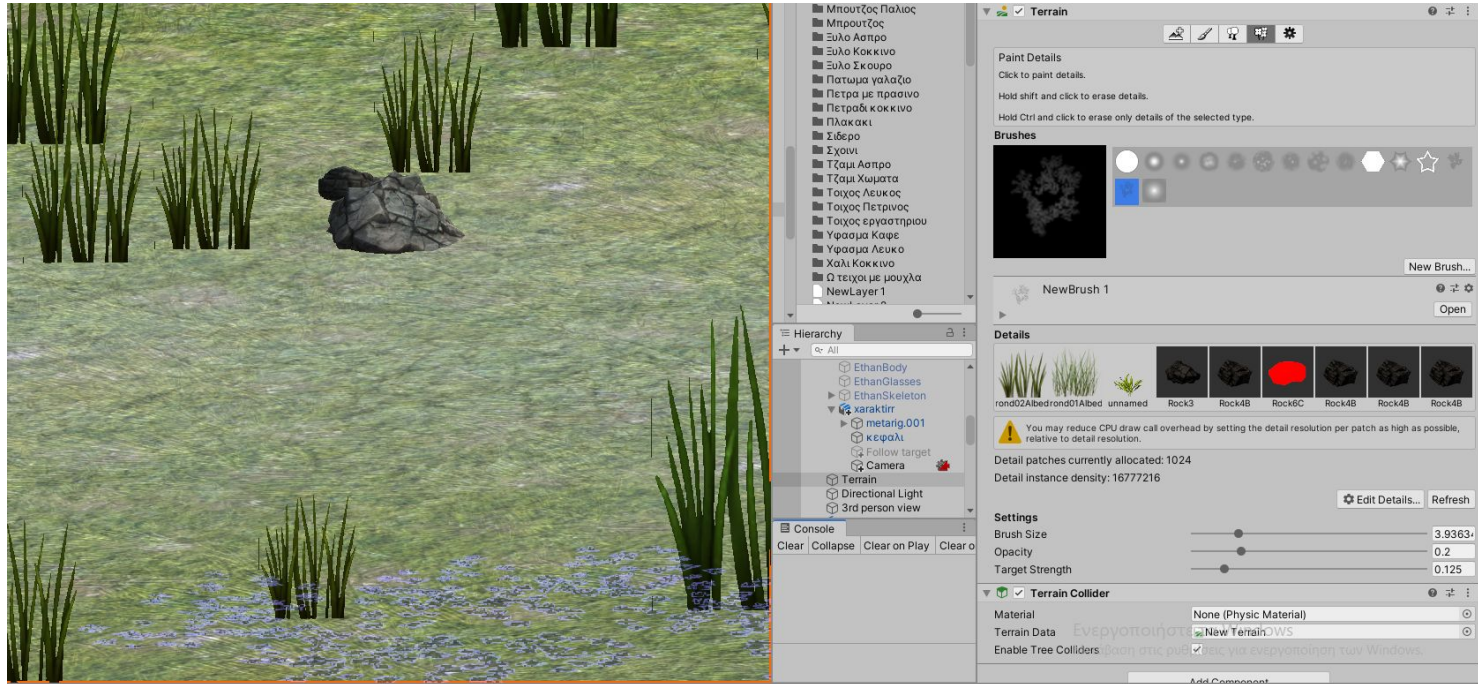 Μπουτζος Παλιος
Μπρουτζος
Ξυλο Ασπρο
Ξυλο Κοκκινο
Ξυλο Σκουρο
Πατωμα γαλαζιο
Πετρα με πρασινο
Πετραδι κοκκινο
Πλακακι
Σιδερο
Σχοινι
Τζαμι Ασπρο
Τζαμι Χωματα
Τοιχος Λευκος
Τοιχος Πετρινος
Τοιχος εργαστηριου
Υφασμα Καφε
Υφασμα Λευκο
Χαλι Κοκκινο
Ω τειχοι με μουχλα
NewLayer 1
Hierarchy
All
EthanBody
EthanGlasses
EthanSkeleton
xaraktirr
metarig.001
κεφαλι
Follow target
Camera
Terrain
Directional Light
3rd person view
Console
Clear Collapse Clear on Play Clear o
Terrain
Paint Details
Click to paint details.
Hold shift and click to erase details.
Hold Ctrl and click to erase only details of the selected type.
Brushes
New Brush...
NewBrush 1
Open
Details
rond02Albed rond01Albed unnamed Rock3 Rock4B Rock6C Rock4B Rock4B Rock4B
You may reduce CPU draw call overhead by setting the detail resolution per patch as high as possible,
relative to detail resolution.
Detail patches currently allocated: 1024
Detail instance density: 16777216
Edit Details... Refresh
Settings
Brush Size 3.9363
Opacity 0.2
Target Strength 0.125
Terrain Collider
Material None (Physic Material)
Terrain Data New Terrain
Enable Tree Colliders
Add Component